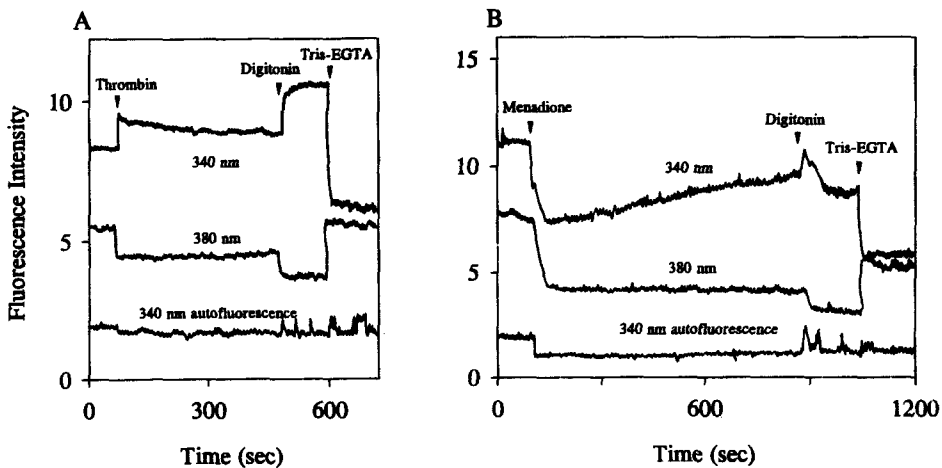 A
Fluorescence Intensity
10
5
0
Thrombin
Digitonin
Tris-EGTA
340 nm
380 nm
340 nm autofluorescence
0
300
600
Time (sec)
B
15
10
5
0
Menadione
Digitonin
Tris-EGTA
340 nm
380 nm
340 nm autofluorescence
0
600
1200
Time (sec)